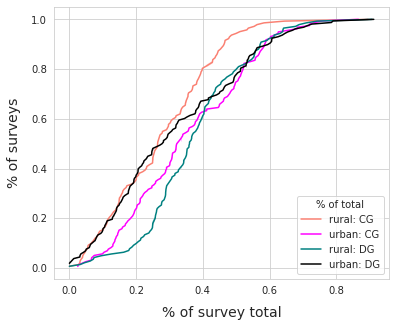 1.0
0.8
0.6
0.4
0.2
0.0
% of surveys
0.0 0.2 0.4 0.6 0.8
% of survey total
% of total
rural: CG
urban: CG
rural: DG
urban: DG